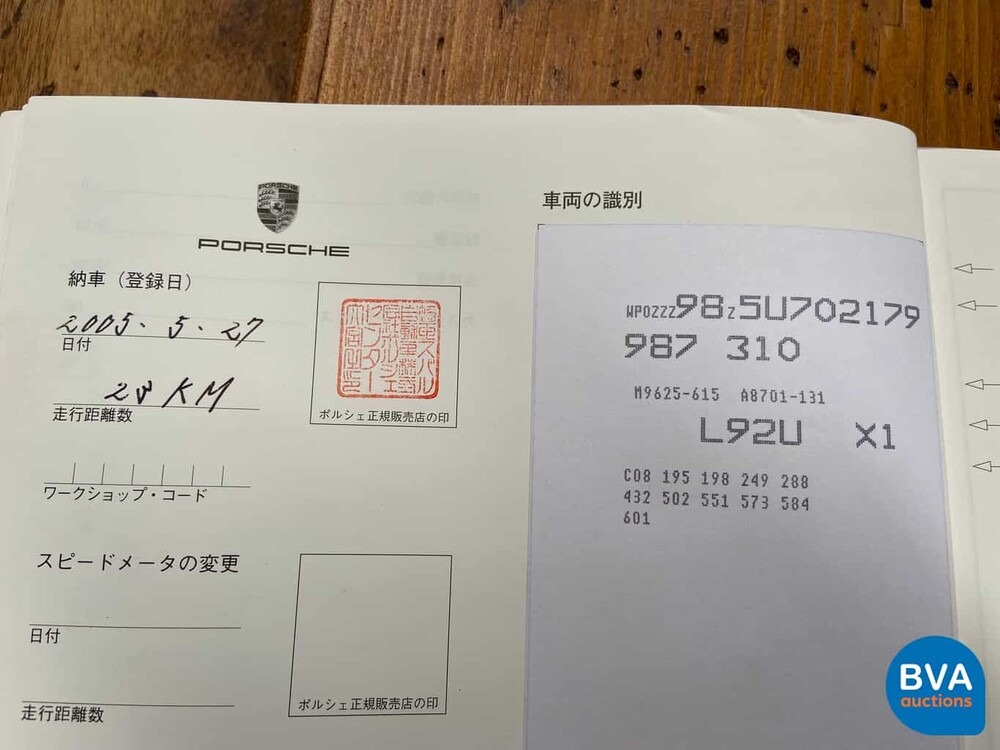 PORSCHE
PORSCHE
納車（登録日）
2005. 5. 27
日付
28 KM
走行距離数
ポルシェ正規販売店の印
ワークショップ・コード
スピードメータの変更
日付
走行距離数
ポルシェ正規販売店の印
車両の識別
WPOZZZ98Z5U702179
987 310
M9625-615 A8701-131
L92U X1
C08 195 198 249 288
432 502 551 573 584
601
BVA
auctions